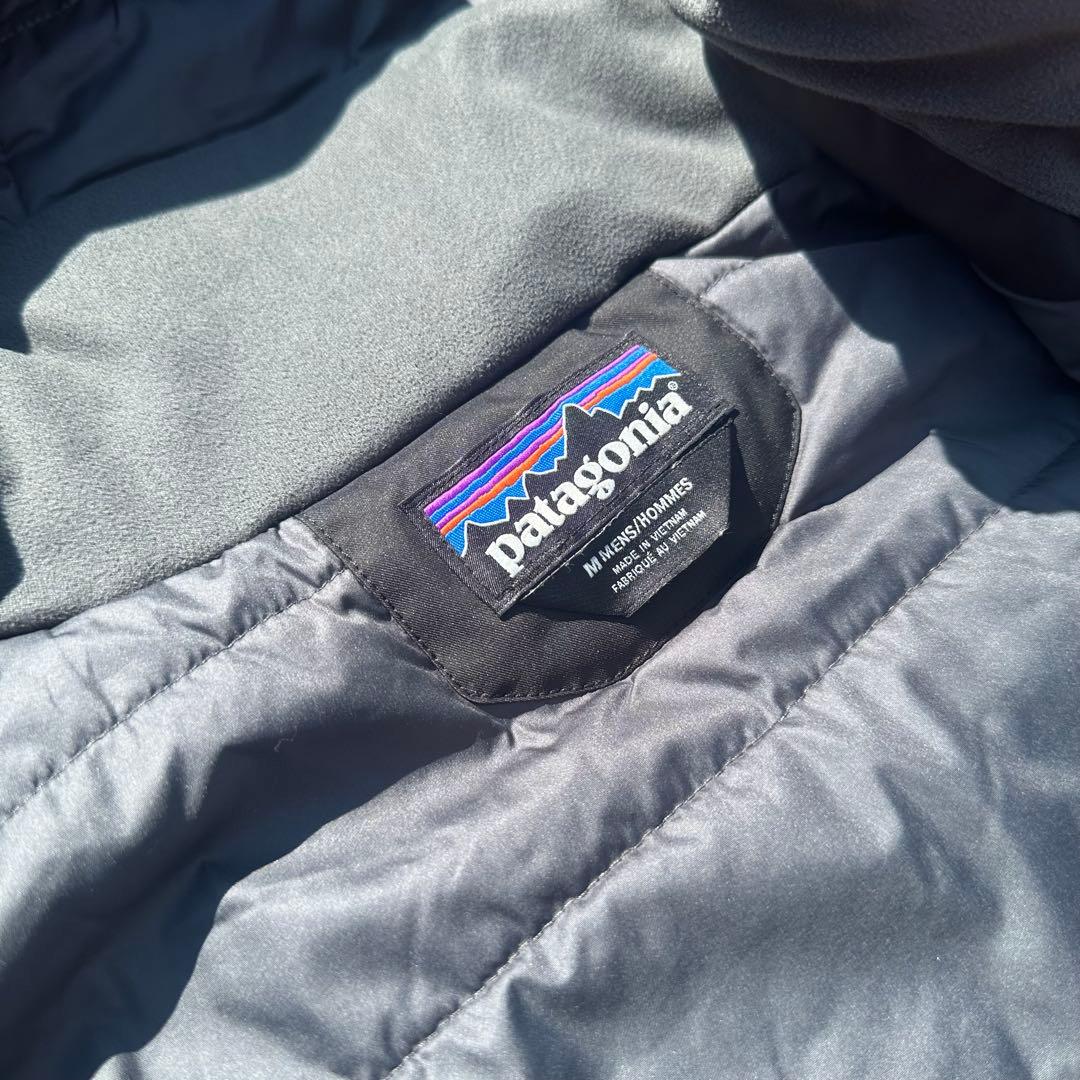 patagonia®
M MENS/HOMMES
MADE IN VIETNAM
FABRIQUÉ AU VIETNAM